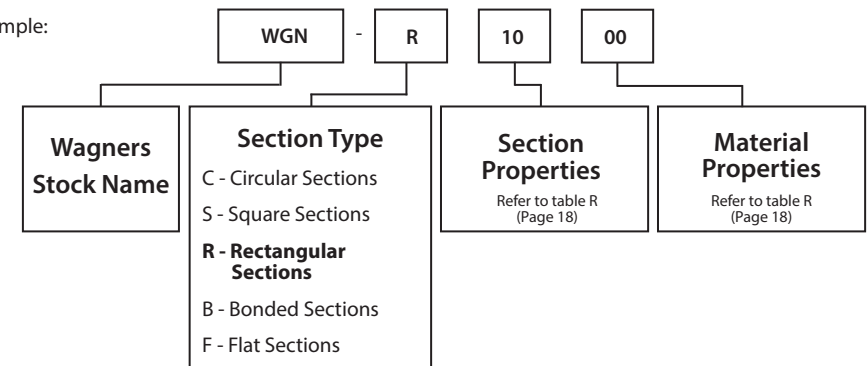 mple:
WGN - R 10 00
Wagners
Stock Name
Section Type
C - Circular Sections
S - Square Sections
R - Rectangular
Sections
B - Bonded Sections
F - Flat Sections
Section
Properties
Refer to table R
(Page 18)
Material
Properties
Refer to table R
(Page 18)